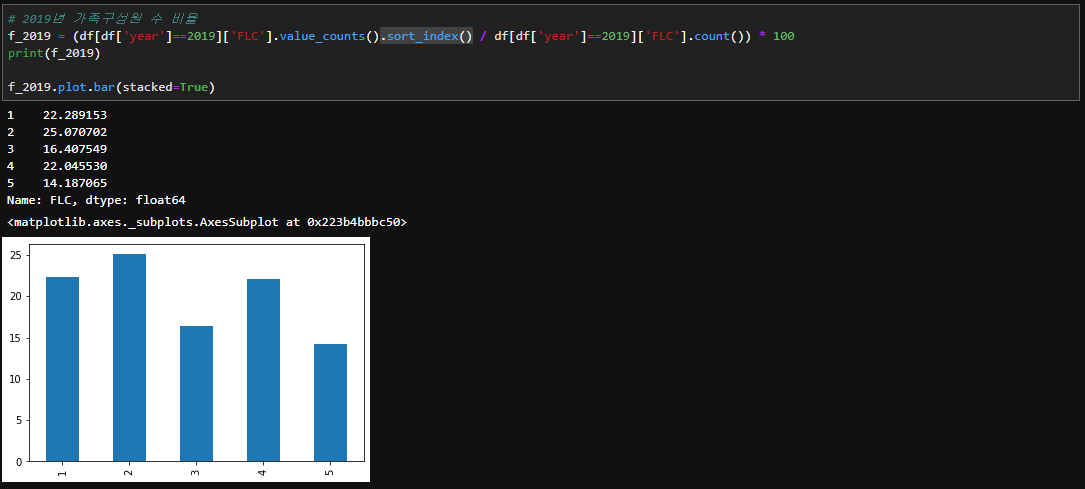 # 2019년 가족구성원 수 비율
f_2019 = (df[df['year']==2019]['FLC'].value_counts().sort_index() / df[df['year']==2019]['FLC'].count()) * 100
print(f_2019)
f_2019.plot.bar(stacked=True)
1    22.289153
2    25.070702
3    16.407549
4    22.045530
5    14.187065
Name: FLC, dtype: float64
<matplotlib.axes._subplots.AxesSubplot at 0x223b4bbbc50>
25
20
15
10
5
0
1 2 3 4 5